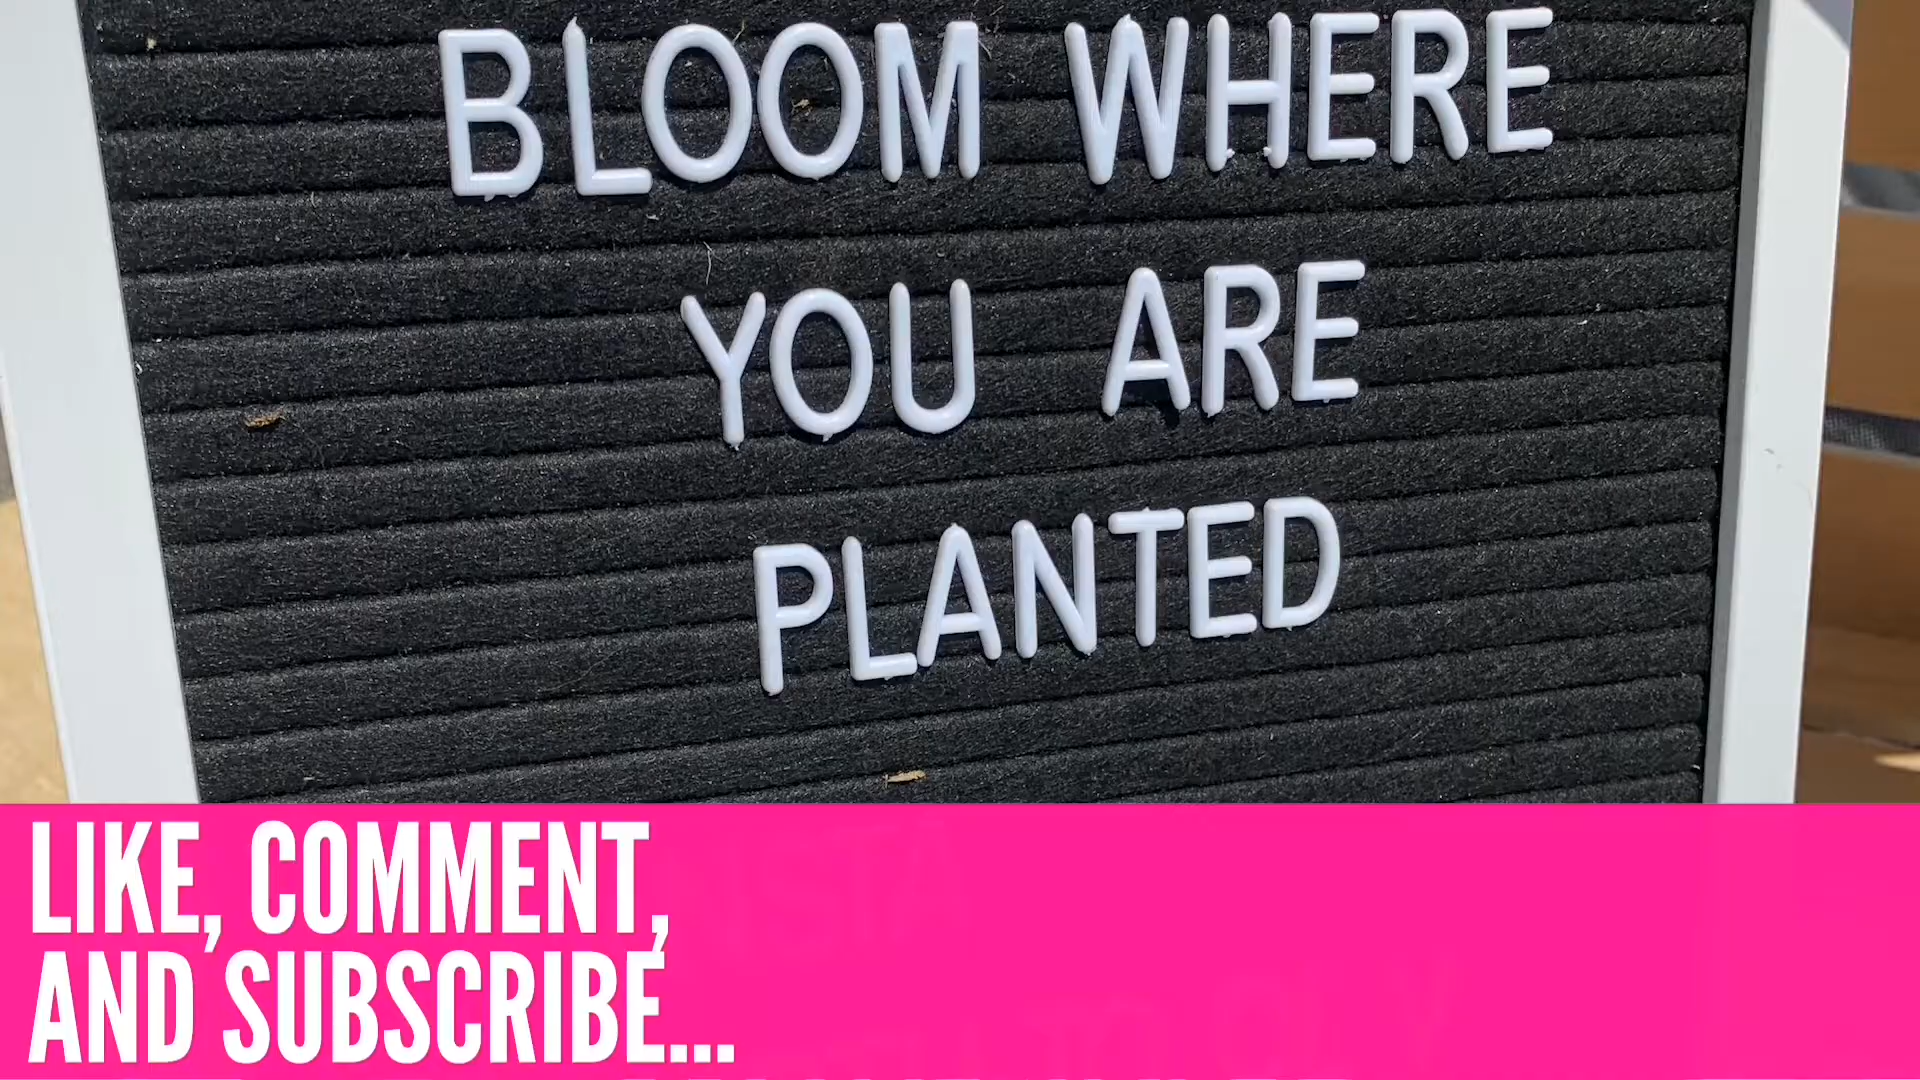 BLOOM WHERE
YOU ARE
PLANTED
LIKE, COMMENT,
AND SUBSCRIBE...